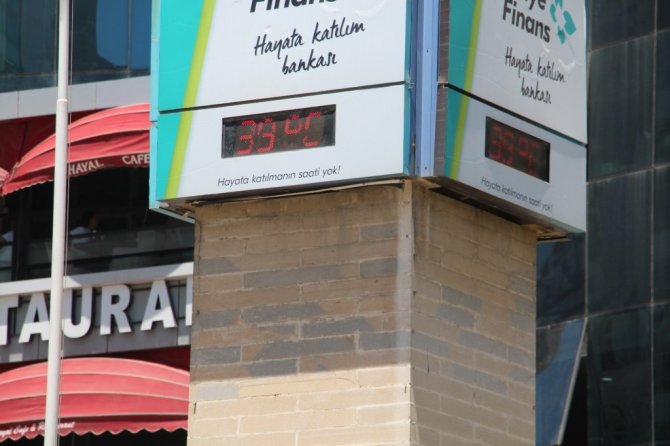 Finans
Hayata katılım
bankası
39°C
Hayata katılmanın saati yok!
Finans
Hayata katılım
bankası
39°C
Hayata katılmanın saati yok!
HAYAL CAFE
TAURA